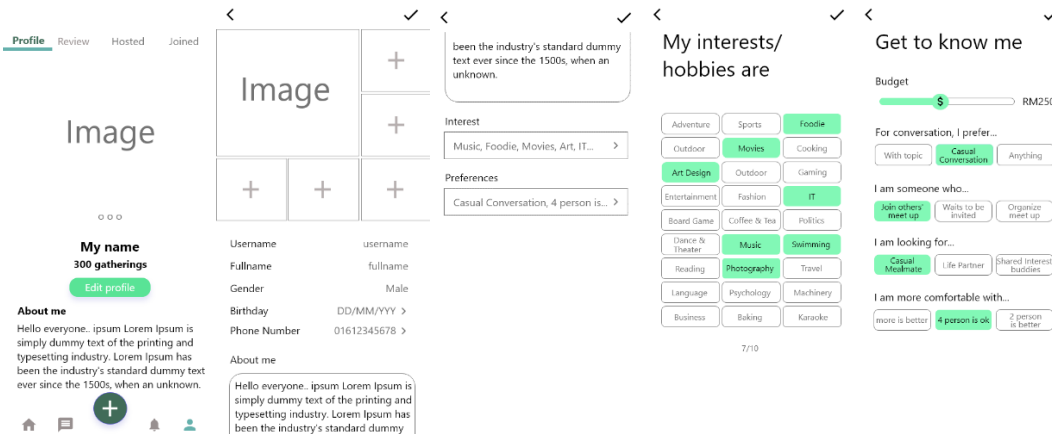 Profile Review Hosted Joined
Image
My name
300 gatherings
Edit profile
About me
Hello everyone.. ipsum Lorem Ipsum is
simply dummy text of the printing and
typesetting industry. Lorem Ipsum has
been the industry's standard dummy text
ever since the 1500s, when an unknown.
+
Image
+
+
+
+
+
Username username
Fullname fullname
Gender Male
Birthday DD/MM/YYY >
Phone Number 01612345678 >
About me
Hello everyone.. ipsum Lorem Ipsum is
simply dummy text of the printing and
typesetting industry. Lorem Ipsum has
been the industry's standard dummy
been the industry's standard dummy
text ever since the 1500s, when an
unknown.
Interest
Music, Foodie, Movies, Art, IT... >
Preferences
Casual Conversation, 4 person is... >
My interests/
hobbies are
Adventure Sports Foodie
Outdoor Movies Cooking
Art Design Outdoor Gaming
Entertainment Fashion IT
Board Game Coffee & Tea Politics
Dance &
Theater Music Swimming
Reading Photography Travel
Language Psychology Machinery
Business Baking Karaoke
7/10
Get to know me
Budget
$ RM250
For conversation, I prefer...
With topic Casual
Conversation Anything
I am someone who...
Join others'
meet up Waits to be
invited Organize
meet up
I am looking for...
Casual
Mealmate Life Partner Shared Interest
buddies
I am more comfortable with...
more is better 4 person is ok 2 person
is better